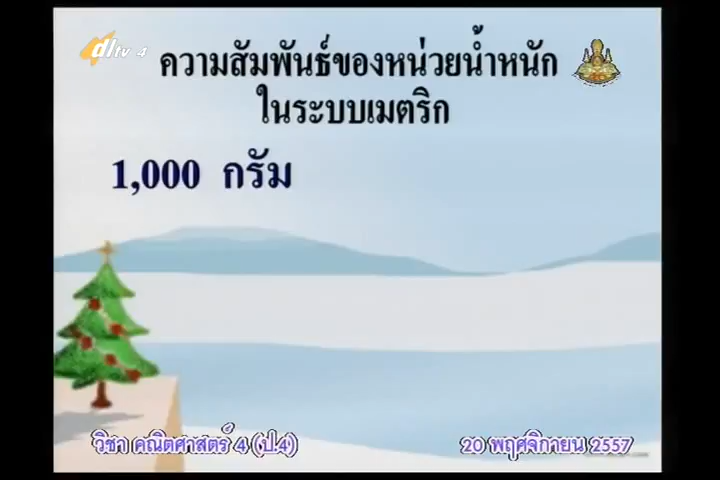 dltv 4
ความสัมพันธ์ของหน่วยน้ำหนัก
ในระบบเมตริก
1,000 กรัม
วิชา คณิตศาสตร์ 4 (ป.4)
20 พฤศจิกายน 2557